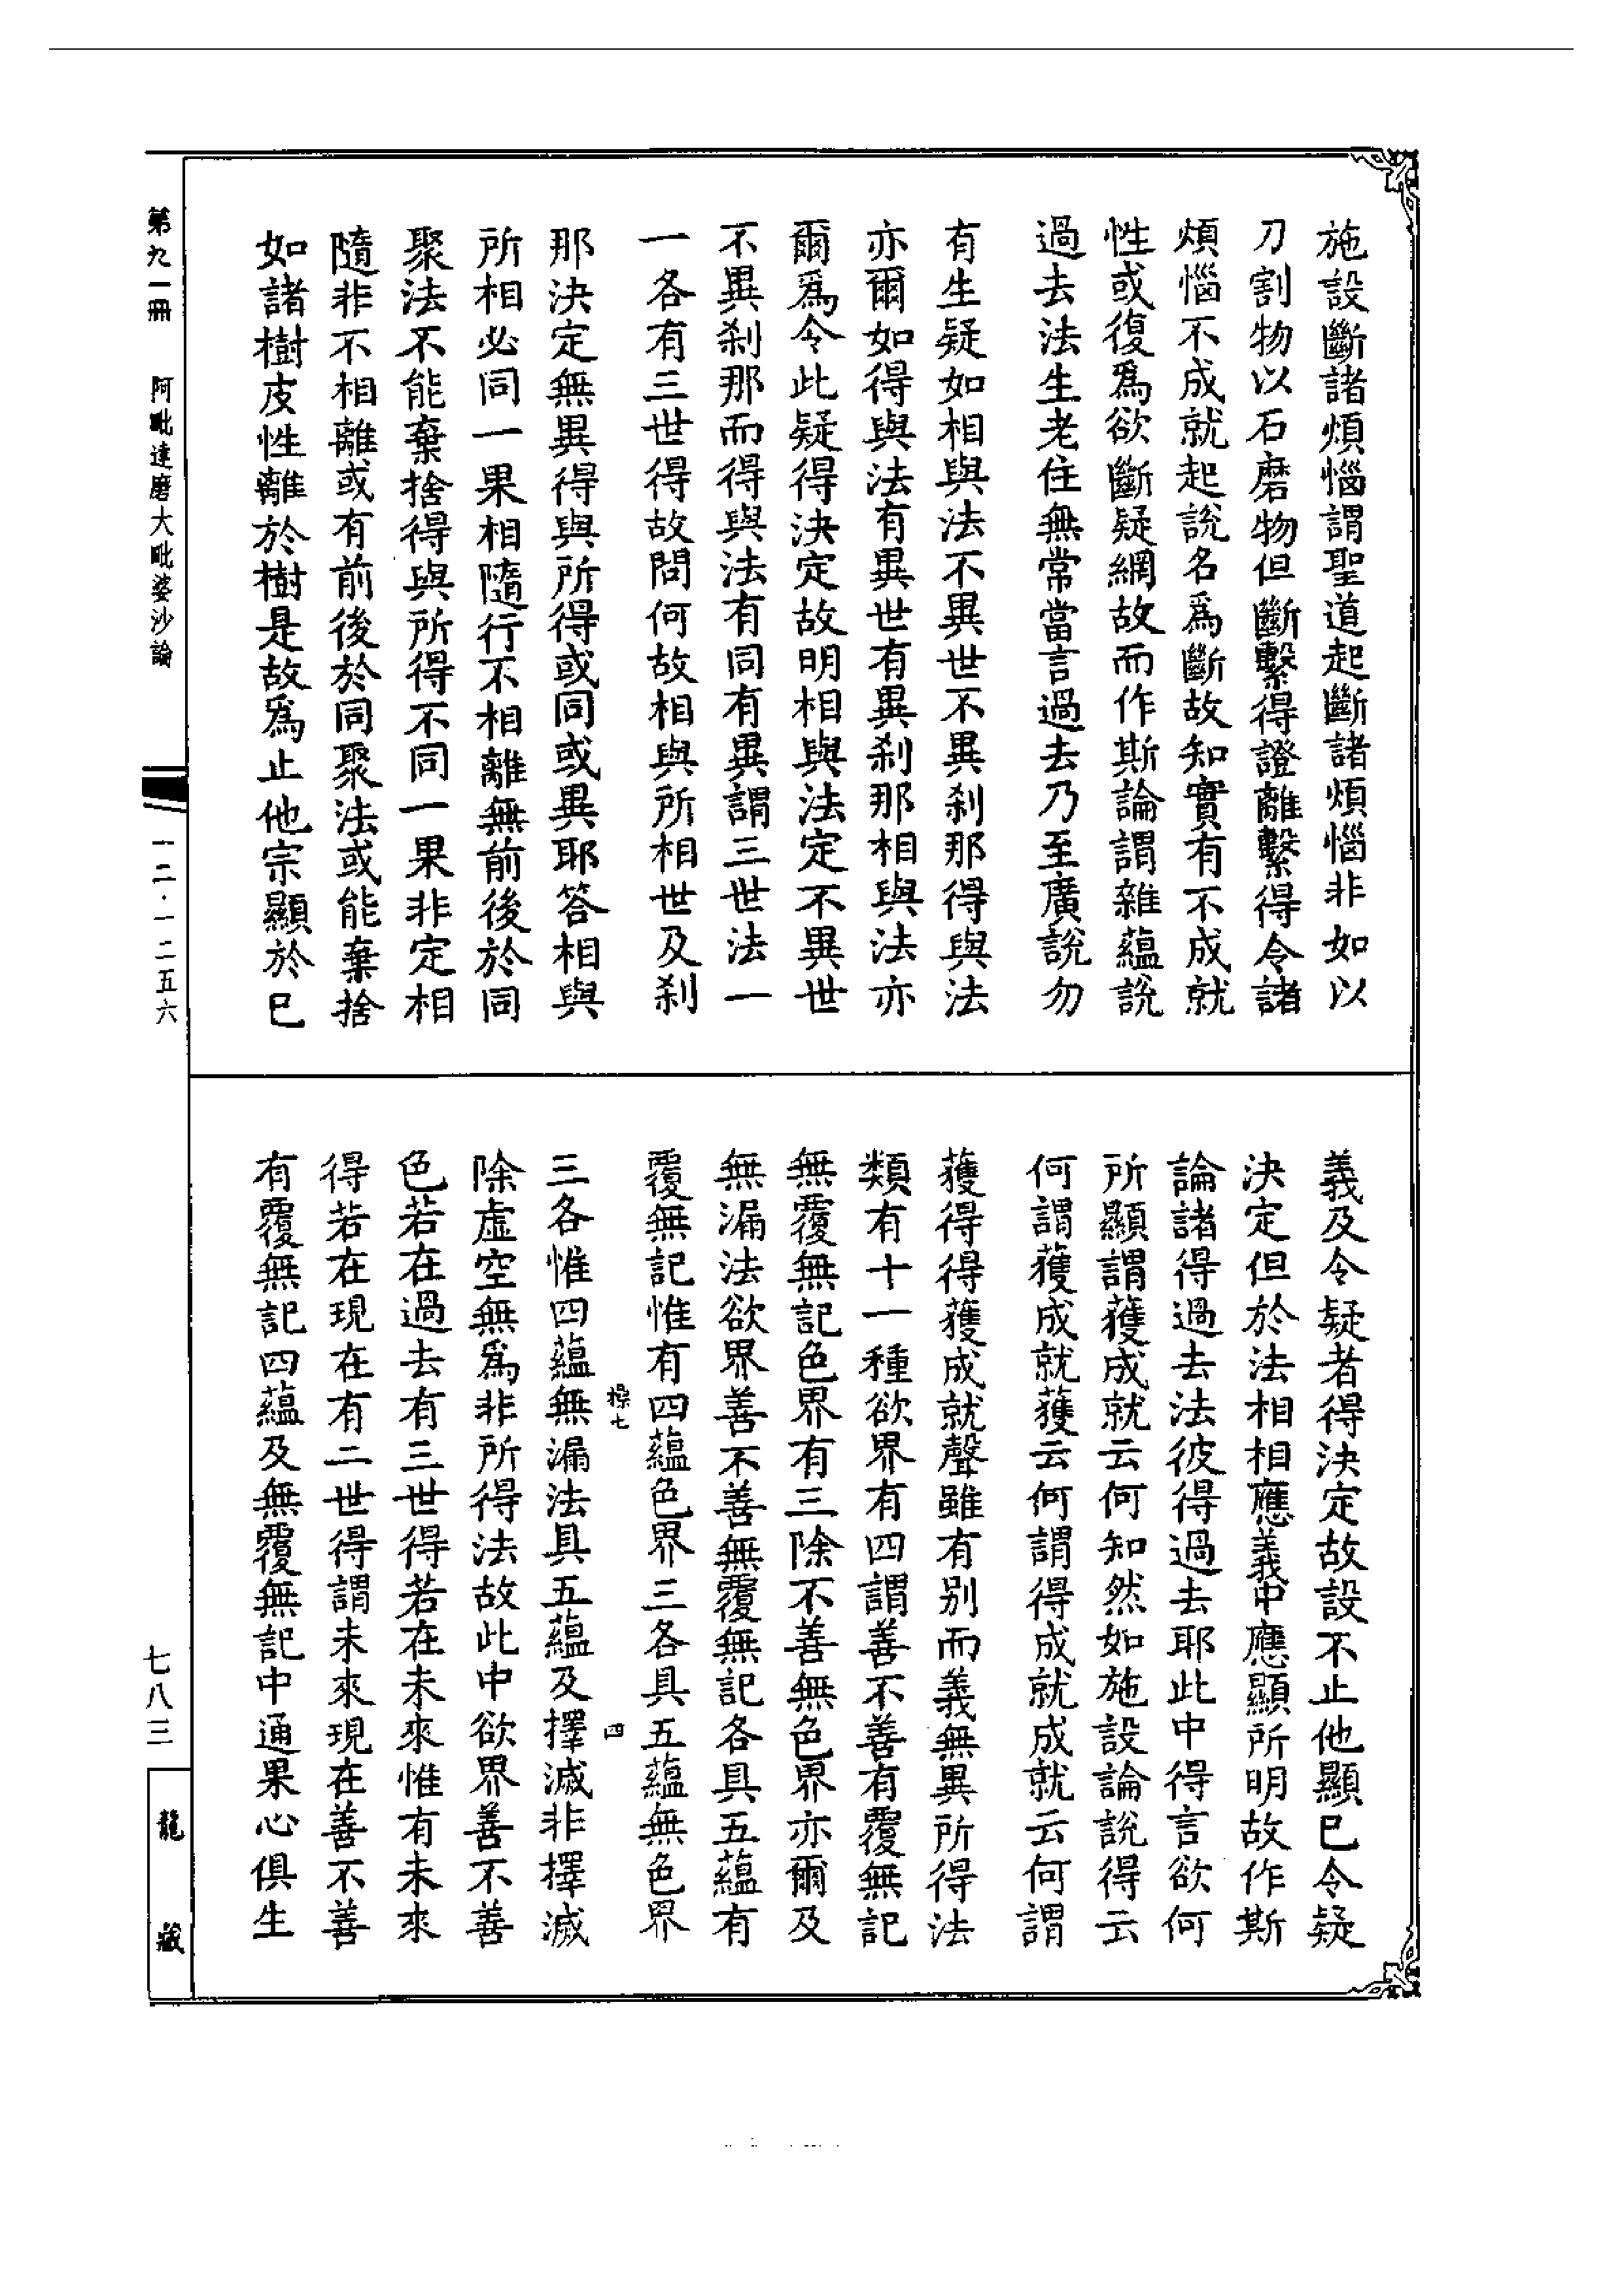 施設斷諸煩惱謂聖道起斷諸煩惱非如以
刀割物以石磨物但斷繫得證離繫得令諸
煩惱不成就起說名為斷故知實有不成就
性或復為欲斷疑網故而作斯論謂雜蘊說
過去法生老住無常當言過去乃至廣說勿
有生疑如相與法不異世不異刹那得與法
亦爾如得與法有異世有異刹那相與法亦
爾為令此疑得決定故明相與法定不異世
不異刹那而得與法有同有異謂三世法一
一各有三世得故問何故相與所相世及刹
那決定無異得與所得或同或異耶答相與
所相必同一果相隨行不相離無前後於同
聚法不能棄捨得與所得不同一果非定相
隨非不相離或有前後於同聚法或能棄捨
如諸樹皮性離於樹是故為止他宗顯於已
義及令疑者得決定故設不止他顯已令疑
決定但於法相相應義中應顯所明故作斯
論諸得過去法彼得過去耶此中得言欲何
所顯謂獲成就云何知然如施設論說得云
何謂獲成就獲云何謂得成就成就云何謂
獲得得獲成就聲雖有別而義無異所得法
類有十一種欲界有四謂善不善有覆無記
無覆無記色界有三除不善無色界亦爾及
無漏法欲界善不善無覆無記各具五蘊有
覆無記惟有四蘊色界三各具五蘊無色界
三各惟四蘊無漏法具五蘊及擇滅非擇滅
除虛空無為非所得法故此中欲界善不善
色若在過去有三世得若在未來惟有未來
得若在現在有二世得謂未來現在善不善
有覆無記四蘊及無覆無記中通果心俱生
操七
四
第九一冊
阿毗達磨大毗婆沙論
一二·一二五六
七八三
龍藏